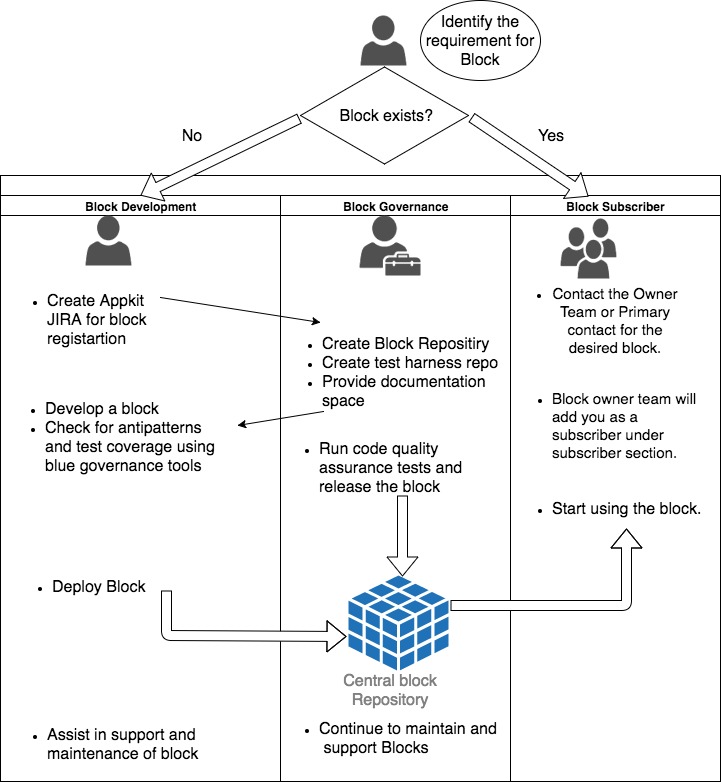 Identify the
requirement for
Block
Block exists?
No
Yes
Block Development
Block Governance
Block Subscriber
• Create Appkit
JIRA for block
registartion
• Develop a block
• Check for antipatterns
and test coverage using
blue governance tools
• Deploy Block
• Assist in support and
maintenance of block
• Create Block Repositiry
• Create test harness repo
• Provide documentation
space
• Run code quality
assurance tests and
release the block
Central block
Repository
• Continue to maintain and
support Blocks
• Contact the Owner
Team or Primary
contact for the
desired block.
• Block owner team will
add you as a
subscriber under
subscriber section.
• Start using the block.